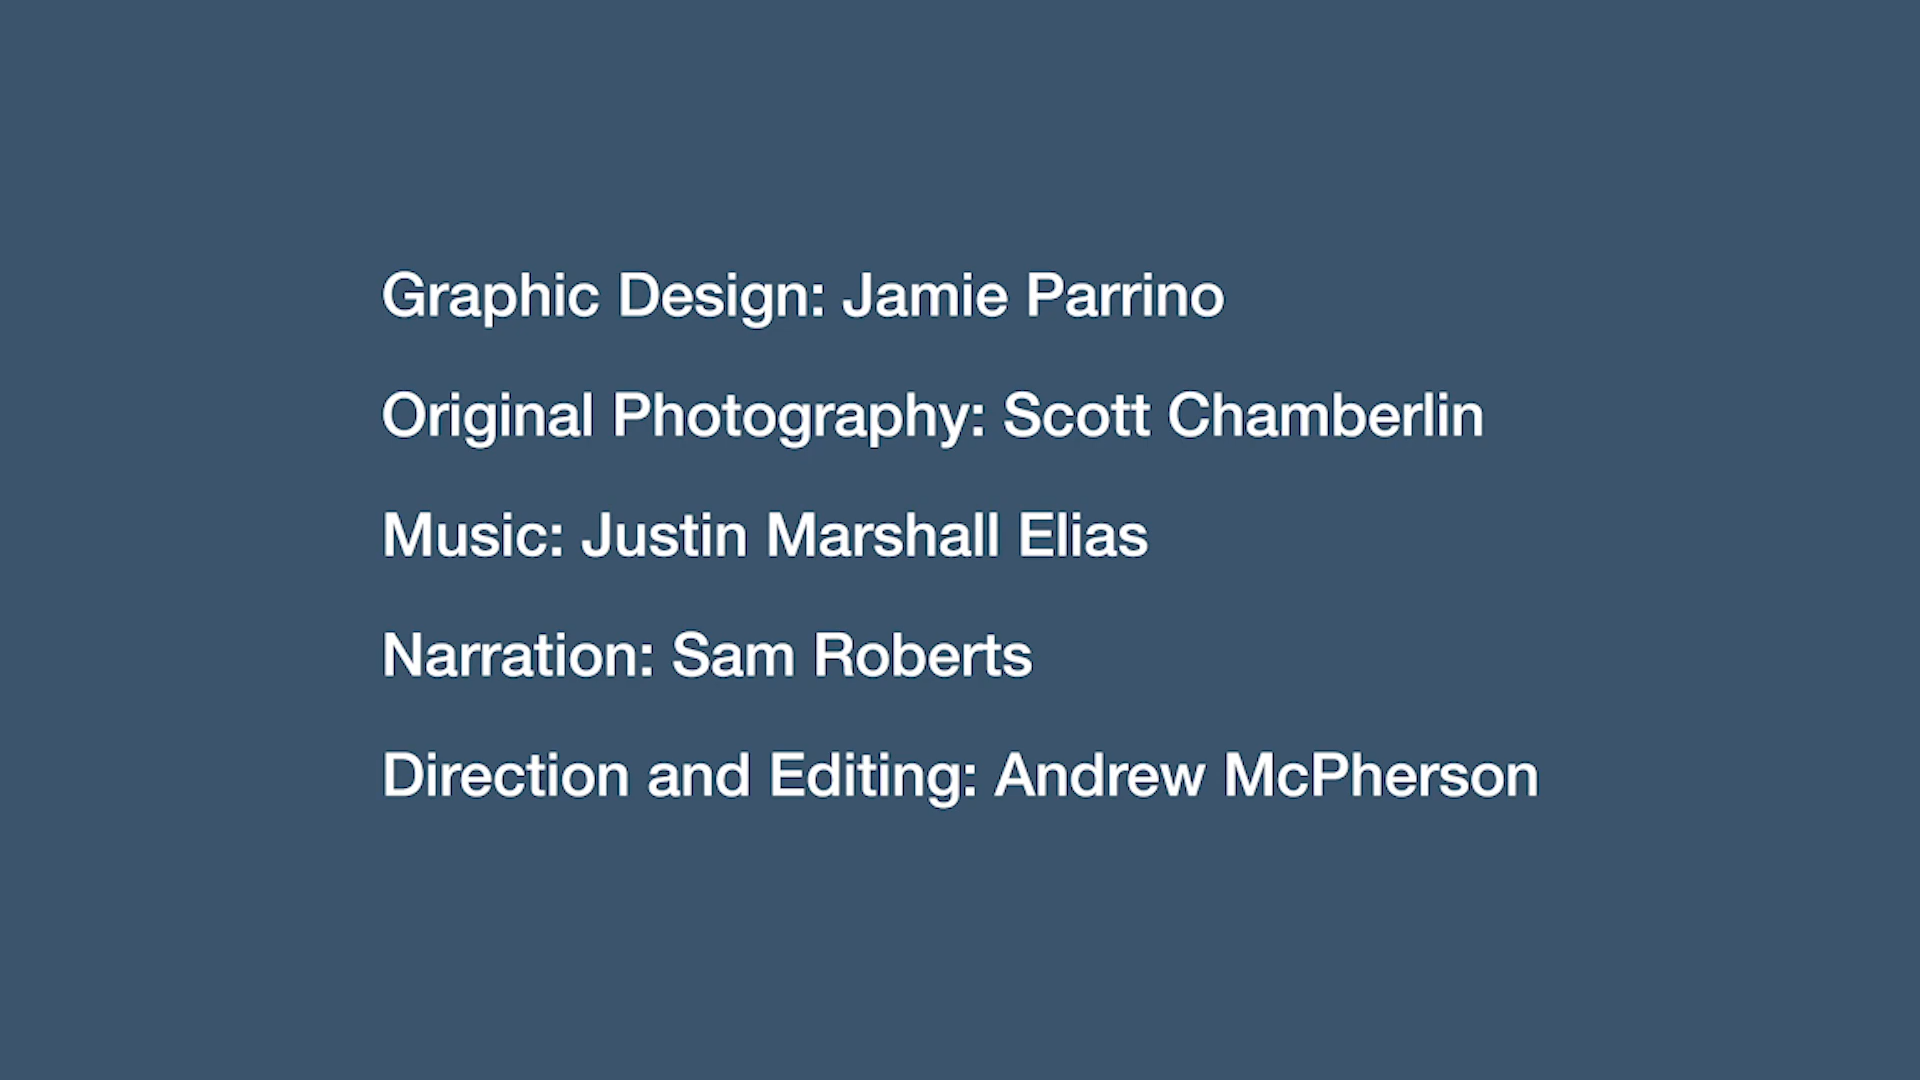 Graphic Design: Jamie Parrino
Original Photography: Scott Chamberlin
Music: Justin Marshall Elias
Narration: Sam Roberts
Direction and Editing: Andrew McPherson